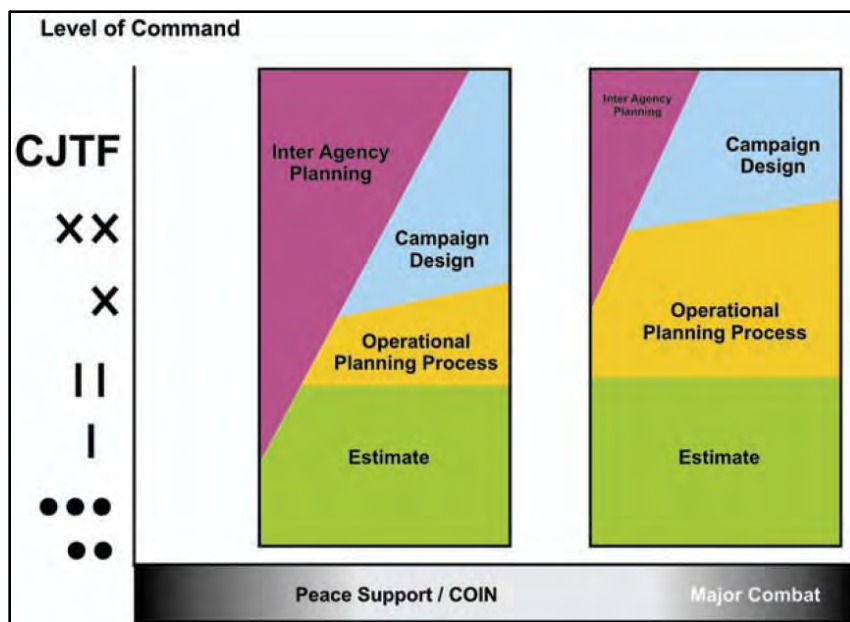 Level of Command
CJTF
XX
X
II
I
●●●
●●
Inter Agency
Planning
Campaign
Design
Operational
Planning Process
Estimate
Inter Agency
Planning
Campaign
Design
Operational
Planning Process
Estimate
Peace Support / COIN
Major Combat